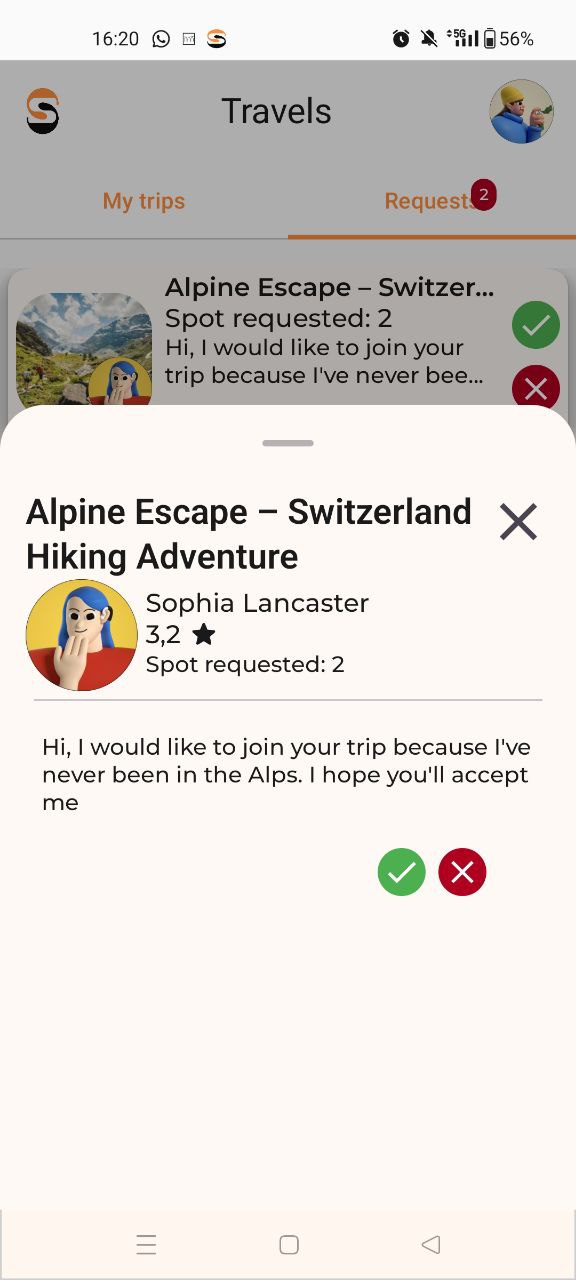 16:20
5G
56%
Travels
My trips
Requests
2
Alpine Escape – Switzer...
Spot requested: 2
Hi, I would like to join your
trip because I've never bee...
Alpine Escape – Switzerland
Hiking Adventure
Sophia Lancaster
3,2
Spot requested: 2
Hi, I would like to join your trip because I've
never been in the Alps. I hope you'll accept
me